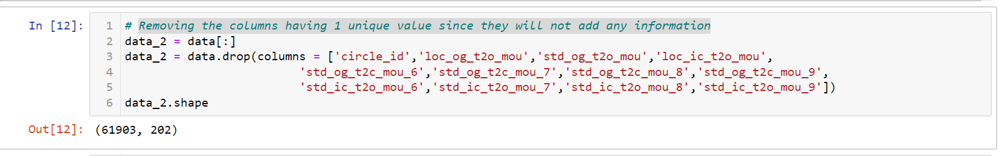 In [12]:
1 # Removing the columns having 1 unique value since they will not add any information
2 data_2 = data[:]
3 data_2 = data.drop(columns = ['circle_id','loc_og_t2o_mou','std_og_t2o_mou','loc_ic_t2o_mou',
4 'std_og_t2c_mou_6','std_og_t2c_mou_7','std_og_t2c_mou_8','std_og_t2c_mou_9',
5 'std_ic_t2o_mou_6','std_ic_t2o_mou_7','std_ic_t2o_mou_8','std_ic_t2o_mou_9'])
6 data_2.shape
Out[12]: (61903, 202)